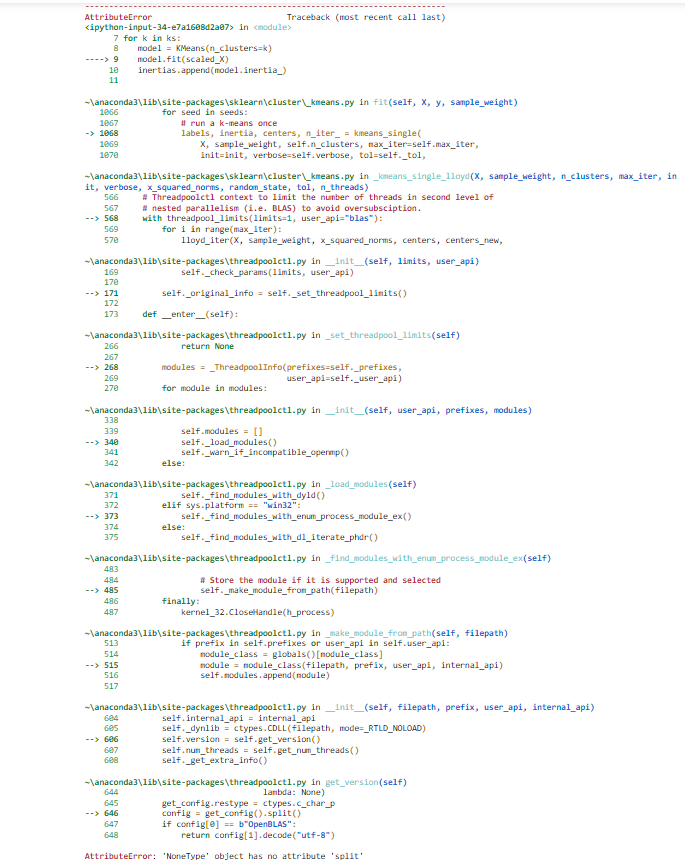 ---------------------------------------------------------------------------
AttributeError                            Traceback (most recent call last)
<ipython-input-34-e7a1608d2a07> in <module>
      7 for k in ks:
      8     model = KMeans(n_clusters=k)
----> 9     model.fit(scaled_X)
     10     inertias.append(model.inertia_)
     11

~\anaconda3\lib\site-packages\sklearn\cluster\_kmeans.py in fit(self, X, y, sample_weight)
   1066         for seed in seeds:
   1067             # run a k-means once
-> 1068             labels, inertia, centers, n_iter_ = kmeans_single(
   1069                 X, sample_weight, self.n_clusters, max_iter=self.max_iter,
   1070                 init=init, verbose=self.verbose, tol=self._tol,

~\anaconda3\lib\site-packages\sklearn\cluster\_kmeans.py in _kmeans_single_lloyd(X, sample_weight, n_clusters, max_iter, in
it, verbose, x_squared_norms, random_state, tol, n_threads)
    566     # Threadpoolctl context to limit the number of threads in second level of
    567     # nested parallelism (i.e. BLAS) to avoid oversubsciption.
--> 568     with threadpool_limits(limits=1, user_api="blas"):
    569         for i in range(max_iter):
    570             lloyd_iter(X, sample_weight, x_squared_norms, centers, centers_new,

~\anaconda3\lib\site-packages\threadpoolctl.py in __init__(self, limits, user_api)
    169             self._check_params(limits, user_api)
    170
--> 171         self._original_info = self._set_threadpool_limits()
    172
    173     def __enter__(self):

~\anaconda3\lib\site-packages\threadpoolctl.py in _set_threadpool_limits(self)
    266             return None
    267
--> 268         modules = _ThreadpoolInfo(prefixes=self._prefixes,
    269                                   user_api=self._user_api)
    270         for module in modules:

~\anaconda3\lib\site-packages\threadpoolctl.py in __init__(self, user_api, prefixes, modules)
    338
    339             self.modules = []
--> 340             self._load_modules()
    341             self._warn_if_incompatible_openmp()
    342         else:

~\anaconda3\lib\site-packages\threadpoolctl.py in _load_modules(self)
    371             self._find_modules_with_dyld()
    372         elif sys.platform == "win32":
--> 373             self._find_modules_with_enum_process_module_ex()
    374         else:
    375             self._find_modules_with_dl_iterate_phdr()

~\anaconda3\lib\site-packages\threadpoolctl.py in _find_modules_with_enum_process_module_ex(self)
    483
    484                 # Store the module if it is supported and selected
--> 485                 self._make_module_from_path(filepath)
    486         finally:
    487             kernel_32.CloseHandle(h_process)

~\anaconda3\lib\site-packages\threadpoolctl.py in _make_module_from_path(self, filepath)
    513             if prefix in self.prefixes or user_api in self.user_api:
    514                 module_class = globals()[module_class]
--> 515                 module = module_class(filepath, prefix, user_api, internal_api)
    516                 self.modules.append(module)
    517

~\anaconda3\lib\site-packages\threadpoolctl.py in __init__(self, filepath, prefix, user_api, internal_api)
    604         self.internal_api = internal_api
    605         self._dynlib = ctypes.CDLL(filepath, mode=_RTLD_NOLOAD)
--> 606         self.version = self.get_version()
    607         self.num_threads = self.get_num_threads()
    608         self._get_extra_info()

~\anaconda3\lib\site-packages\threadpoolctl.py in get_version(self)
    644                              lambda: None)
    645         get_config.restype = ctypes.c_char_p
--> 646         config = get_config().split()
    647         if config[0] == b"OpenBLAS":
    648             return config[1].decode("utf-8")

AttributeError: 'NoneType' object has no attribute 'split'